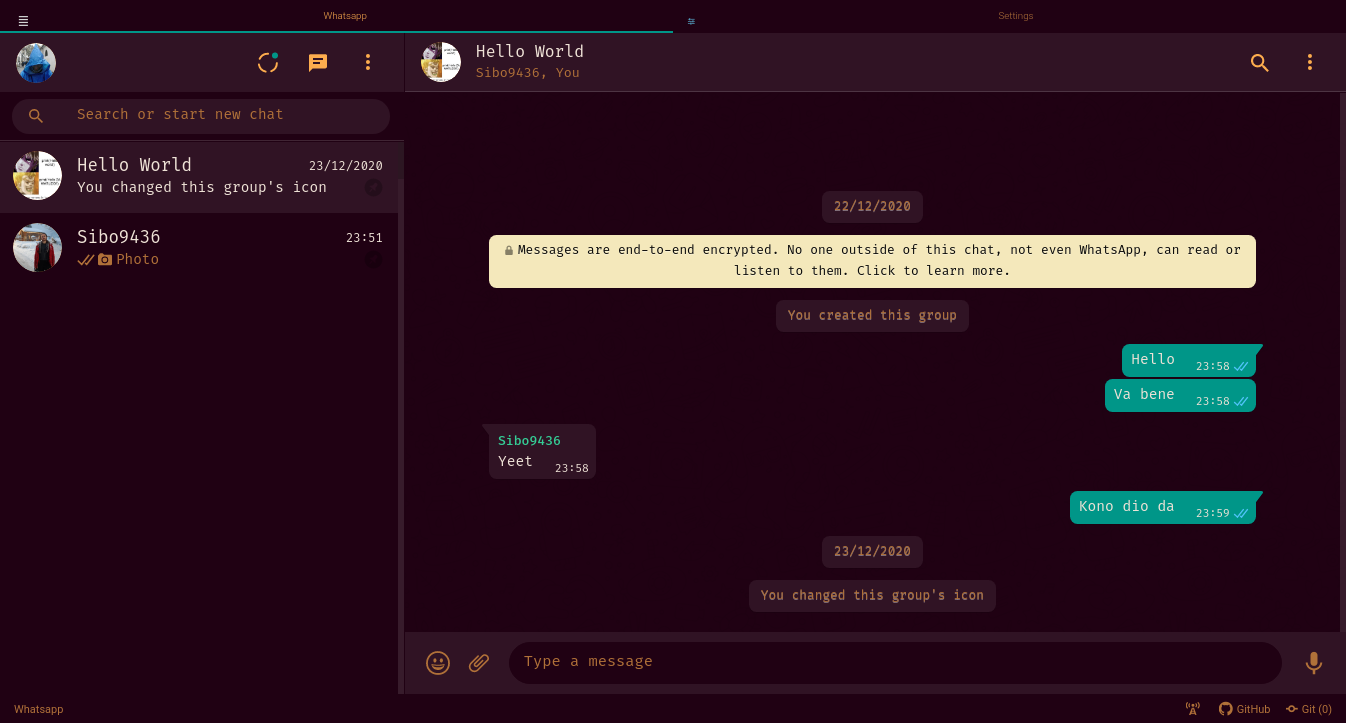 Whatsapp
Settings
Hello World
Sibo9436, You
Search or start new chat
Hello World
23/12/2020
You changed this group's icon
Sibo9436
23:51
Photo
22/12/2020
Messages are end-to-end encrypted. No one outside of this chat, not even WhatsApp, can read or
listen to them. Click to learn more.
You created this group
Hello 23:58
Va bene 23:58
Sibo9436
Yeet 23:58
Kono dio da 23:59
23/12/2020
You changed this group's icon
Type a message
Whatsapp
GitHub
Git (0)